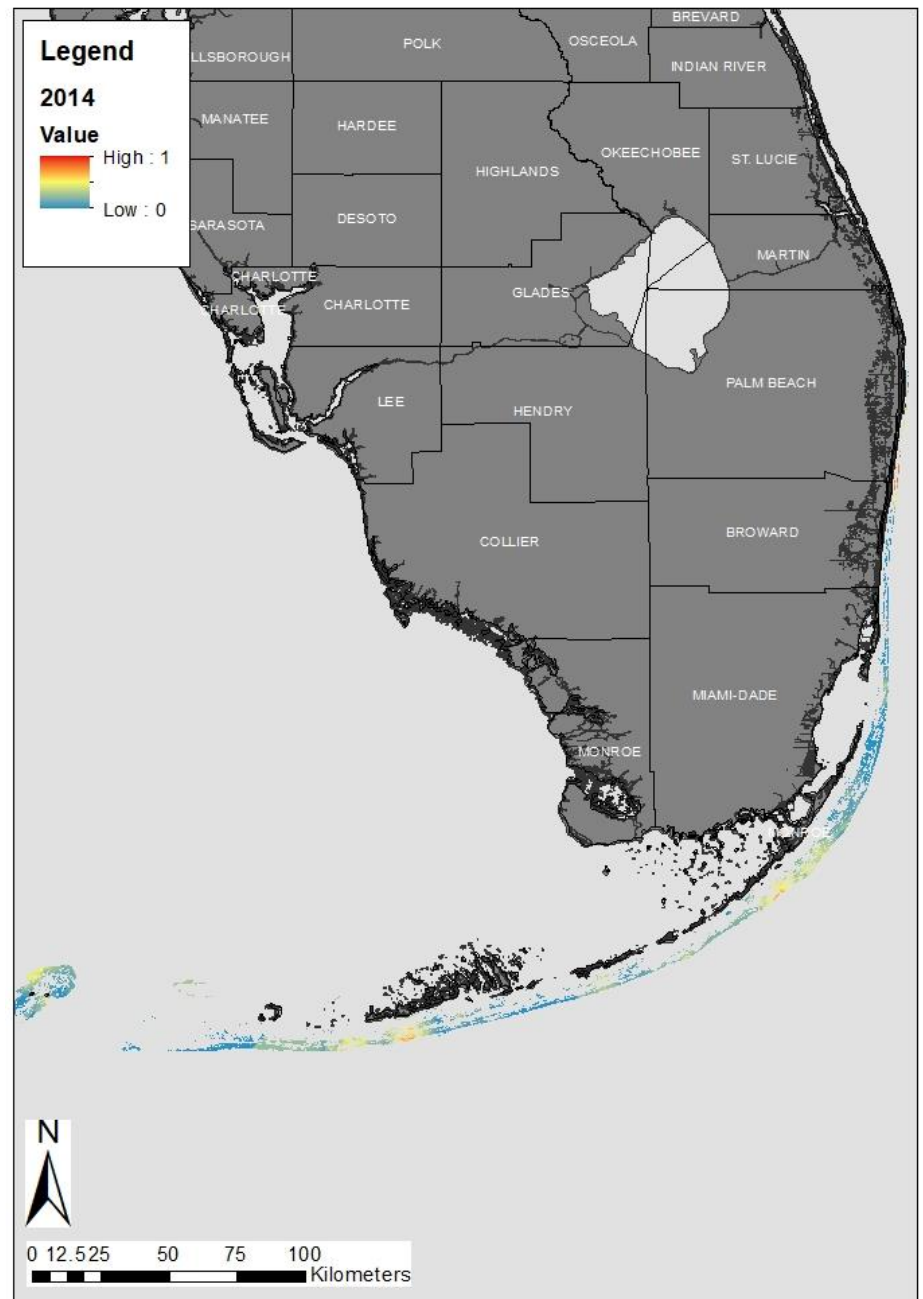 Legend
2014
Value
High : 1
Low : 0
BREVARD
POLK
OSCEOLA
LLSBOROUGH
INDIAN RIVER
MANATEE
HARDEE
OKEECHOBEE
ST. LUCIE
HIGHLANDS
DESOTO
SARASOTA
MARTIN
CHARLOTTE
CHARLOTTE
CHARLOTTE
GLADES
PALM BEACH
LEE
HENDRY
BROWARD
COLLIER
MIAMI-DADE
MONROE
MONROE
N
0 12.525 50 75 100
Kilometers